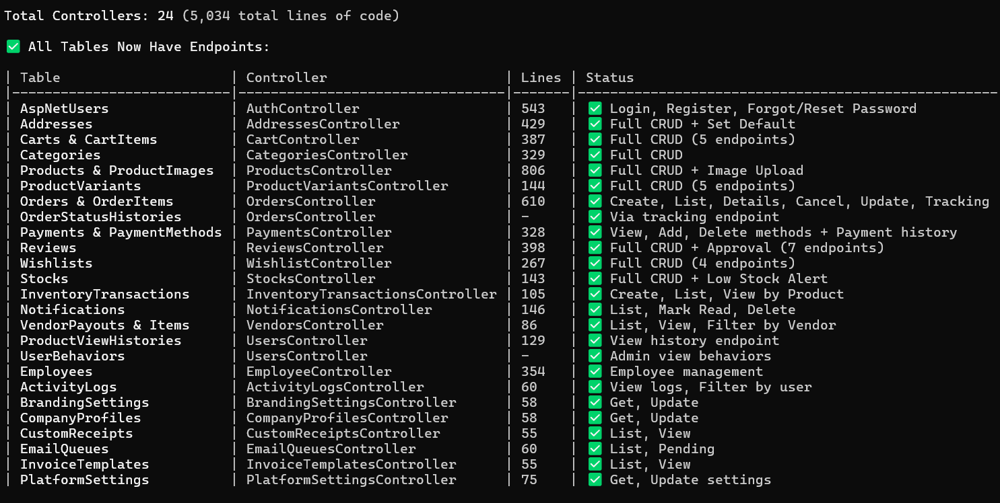 Total Controllers: 24 (5,034 total lines of code)
✅ All Tables Now Have Endpoints:
| Table | Controller | Lines | Status
|---------------------------|---------------------------------|-------|----------------------------------------------------
| AspNetUsers | AuthController | 543 | ✅ Login, Register, Forgot/Reset Password
| Addresses | AddressesController | 429 | ✅ Full CRUD + Set Default
| Carts & CartItems | CartController | 387 | ✅ Full CRUD (5 endpoints)
| Categories | CategoriesController | 329 | ✅ Full CRUD
| Products & ProductImages | ProductsController | 806 | ✅ Full CRUD + Image Upload
| ProductVariants | ProductVariantsController | 144 | ✅ Full CRUD (5 endpoints)
| Orders & OrderItems | OrdersController | 610 | ✅ Create, List, Details, Cancel, Update, Tracking
| OrderStatusHistories | OrdersController | - | ✅ Via tracking endpoint
| Payments & PaymentMethods | PaymentsController | 328 | ✅ View, Add, Delete methods + Payment history
| Reviews | ReviewsController | 398 | ✅ Full CRUD + Approval (7 endpoints)
| Wishlists | WishlistController | 267 | ✅ Full CRUD (4 endpoints)
| Stocks | StocksController | 143 | ✅ Full CRUD + Low Stock Alert
| InventoryTransactions | InventoryTransactionsController | 105 | ✅ Create, List, View by Product
| Notifications | NotificationsController | 146 | ✅ List, Mark Read, Delete
| VendorPayouts & Items | VendorsController | 86 | ✅ List, View, Filter by Vendor
| ProductViewHistories | UsersController | 129 | ✅ View history endpoint
| UserBehaviors | UsersController | - | ✅ Admin view behaviors
| Employees | EmployeeController | 354 | ✅ Employee management
| ActivityLogs | ActivityLogsController | 60 | ✅ View logs, Filter by user
| BrandingSettings | BrandingSettingsController | 58 | ✅ Get, Update
| CompanyProfiles | CompanyProfilesController | 58 | ✅ Get, Update
| CustomReceipts | CustomReceiptsController | 55 | ✅ List, View
| EmailQueues | EmailQueuesController | 60 | ✅ List, Pending
| InvoiceTemplates | InvoiceTemplatesController | 55 | ✅ List, View
| PlatformSettings | PlatformSettingsController | 75 | ✅ Get, Update settings